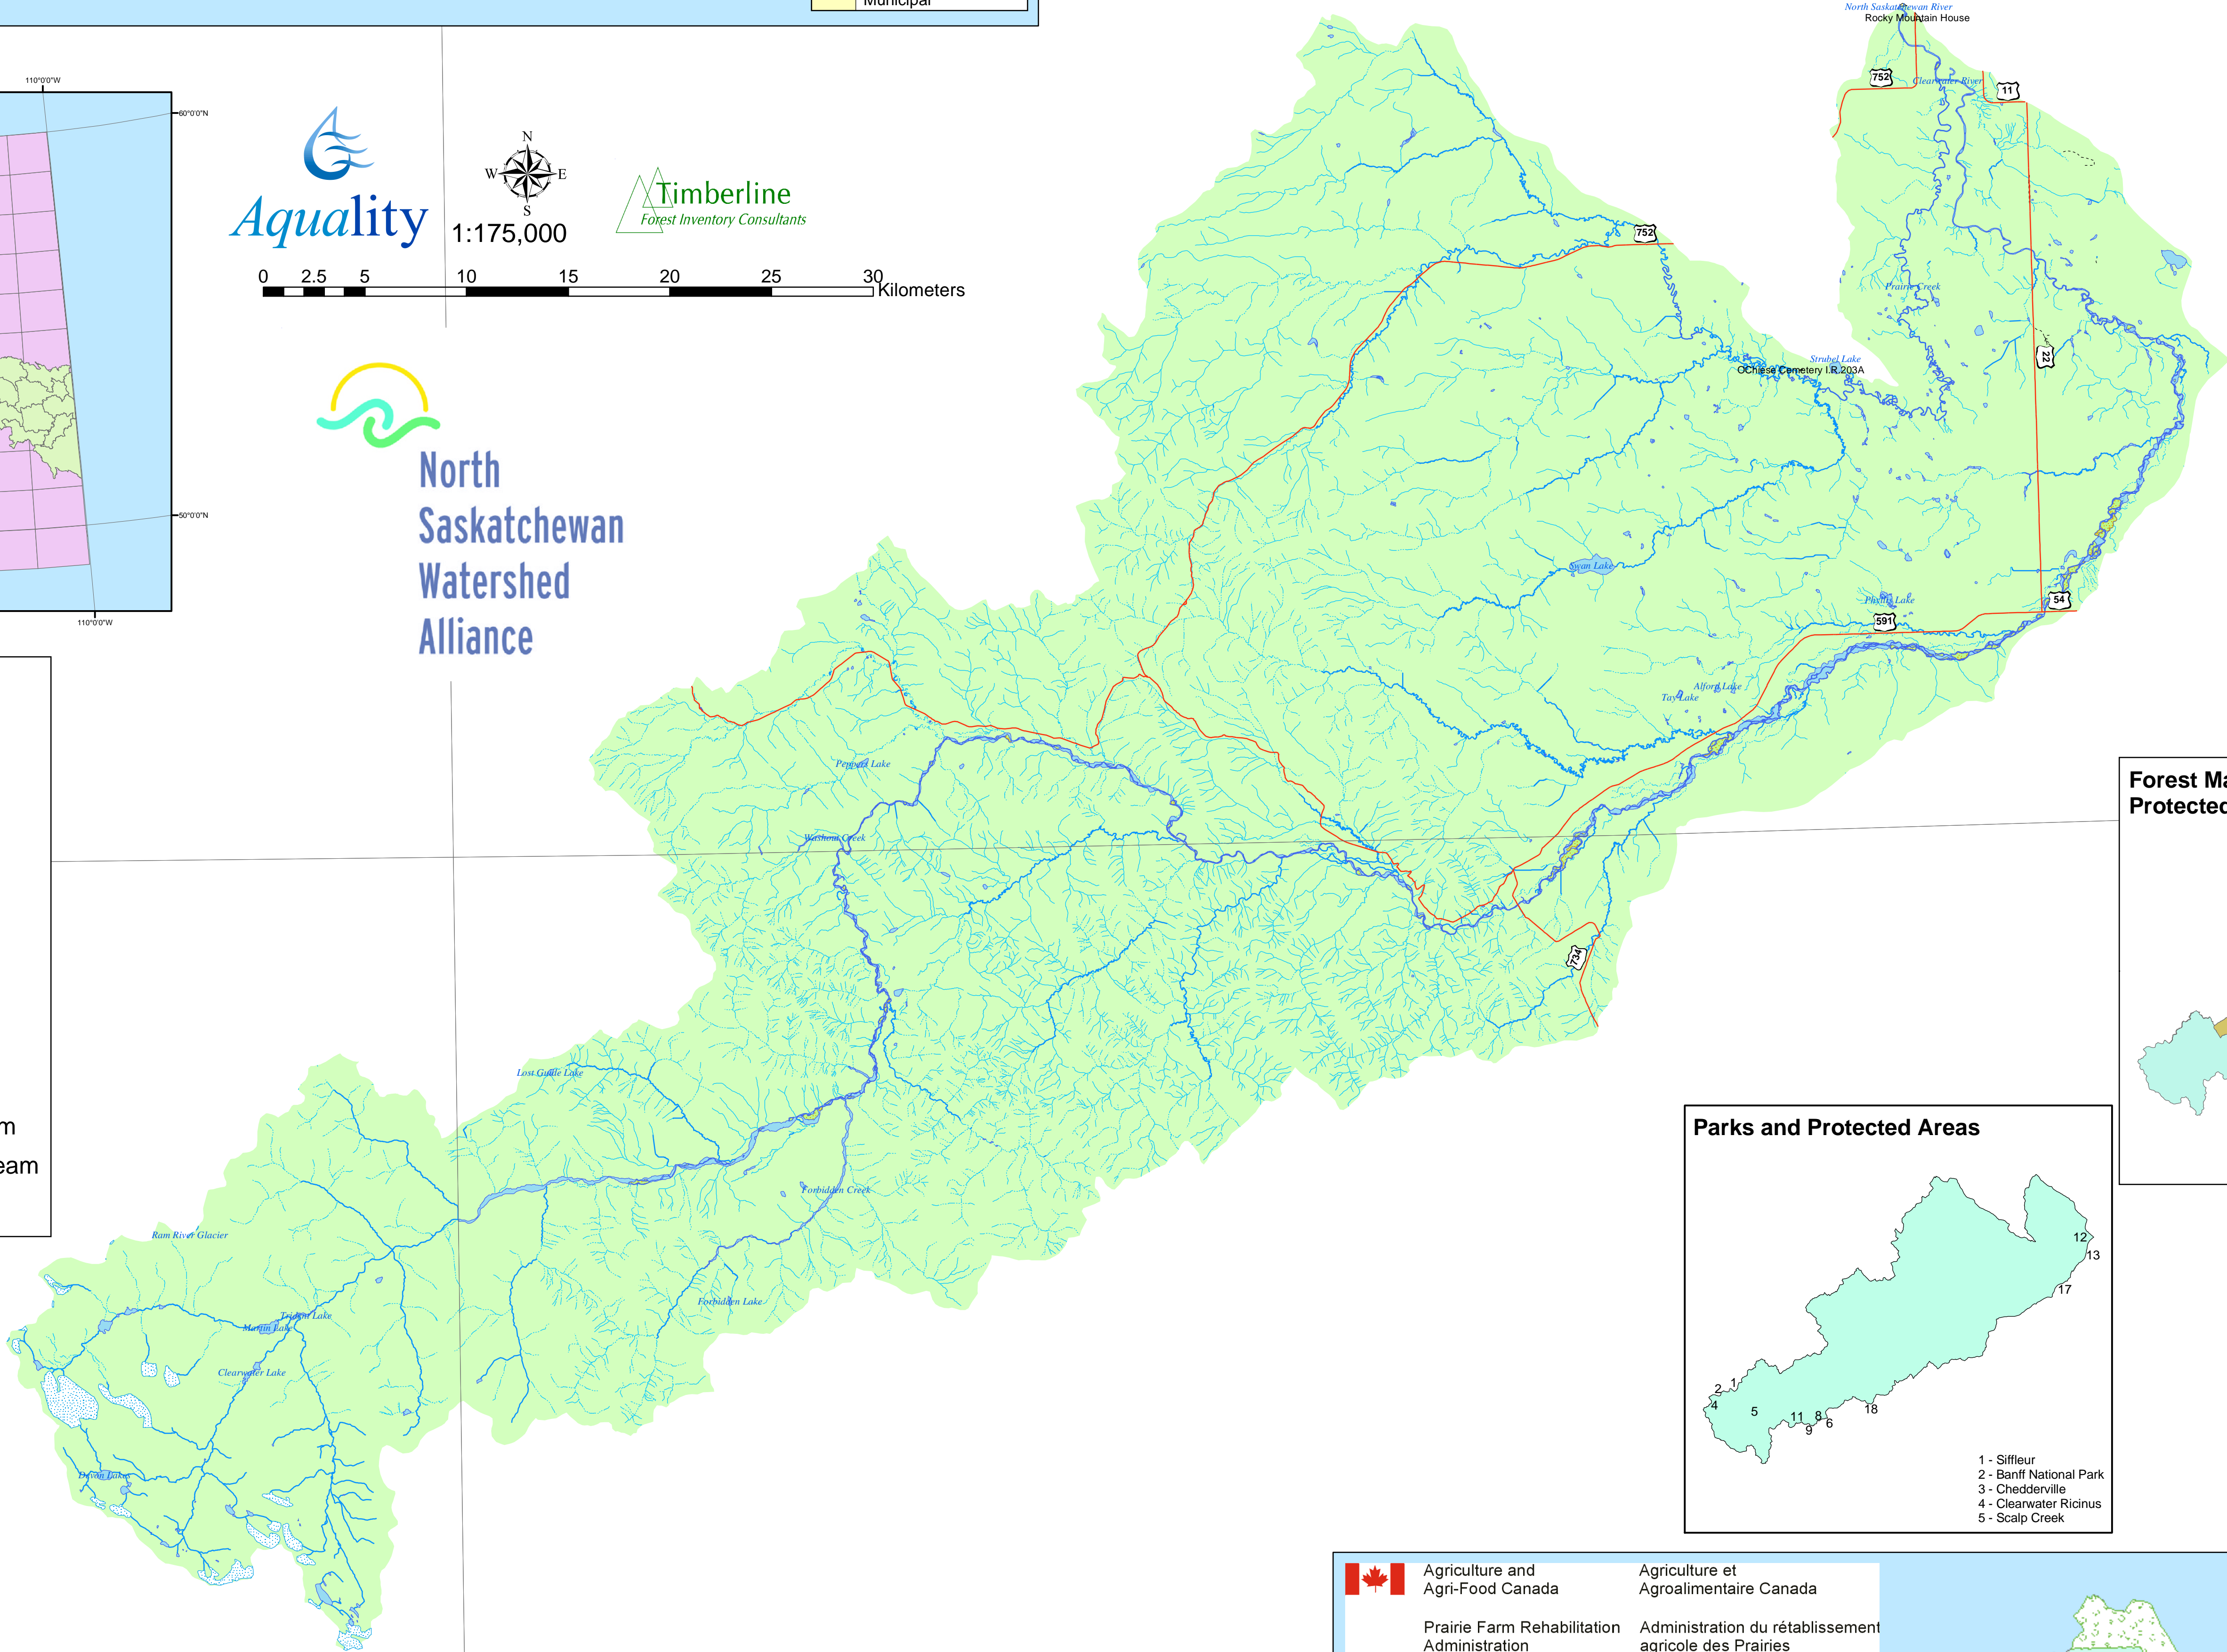 Municipal
North Saskatchewan River
Rocky Mountain House
110°0'0"W
60°0'0"N
752
Clearwater River
11
N
W
E
S
Aquality
1:175,000
Timberline
Forest Inventory Consultants
752
0 2.5 5 10 15 20 25 30
Kilometers
Prairie Creek
22
Strubel Lake
OChiese Cemetery I.R.203A
North
Saskatchewan
Watershed
Alliance
50°0'0"N
110°0'0"W
Swan Lake
Phyllis Lake
54
591
Alford Lake
Tay Lake
Peppers Lake
Washout Creek
Forest Ma
Protected
734
Lost Guide Lake
m
eam
Forbidden Creek
Ram River Glacier
Forbidden Lake
Trident Lake
Martin Lake
Clearwater Lake
Devon Lakes
Parks and Protected Areas
12
13
17
1
2
4
5
11
8
6
9
18
1 - Siffleur
2 - Banff National Park
3 - Chedderville
4 - Clearwater Ricinus
5 - Scalp Creek
Agriculture and
Agri-Food Canada
Agriculture et
Agroalimentaire Canada
Prairie Farm Rehabilitation
Administration
Administration du rétablissement
agricole des Prairies